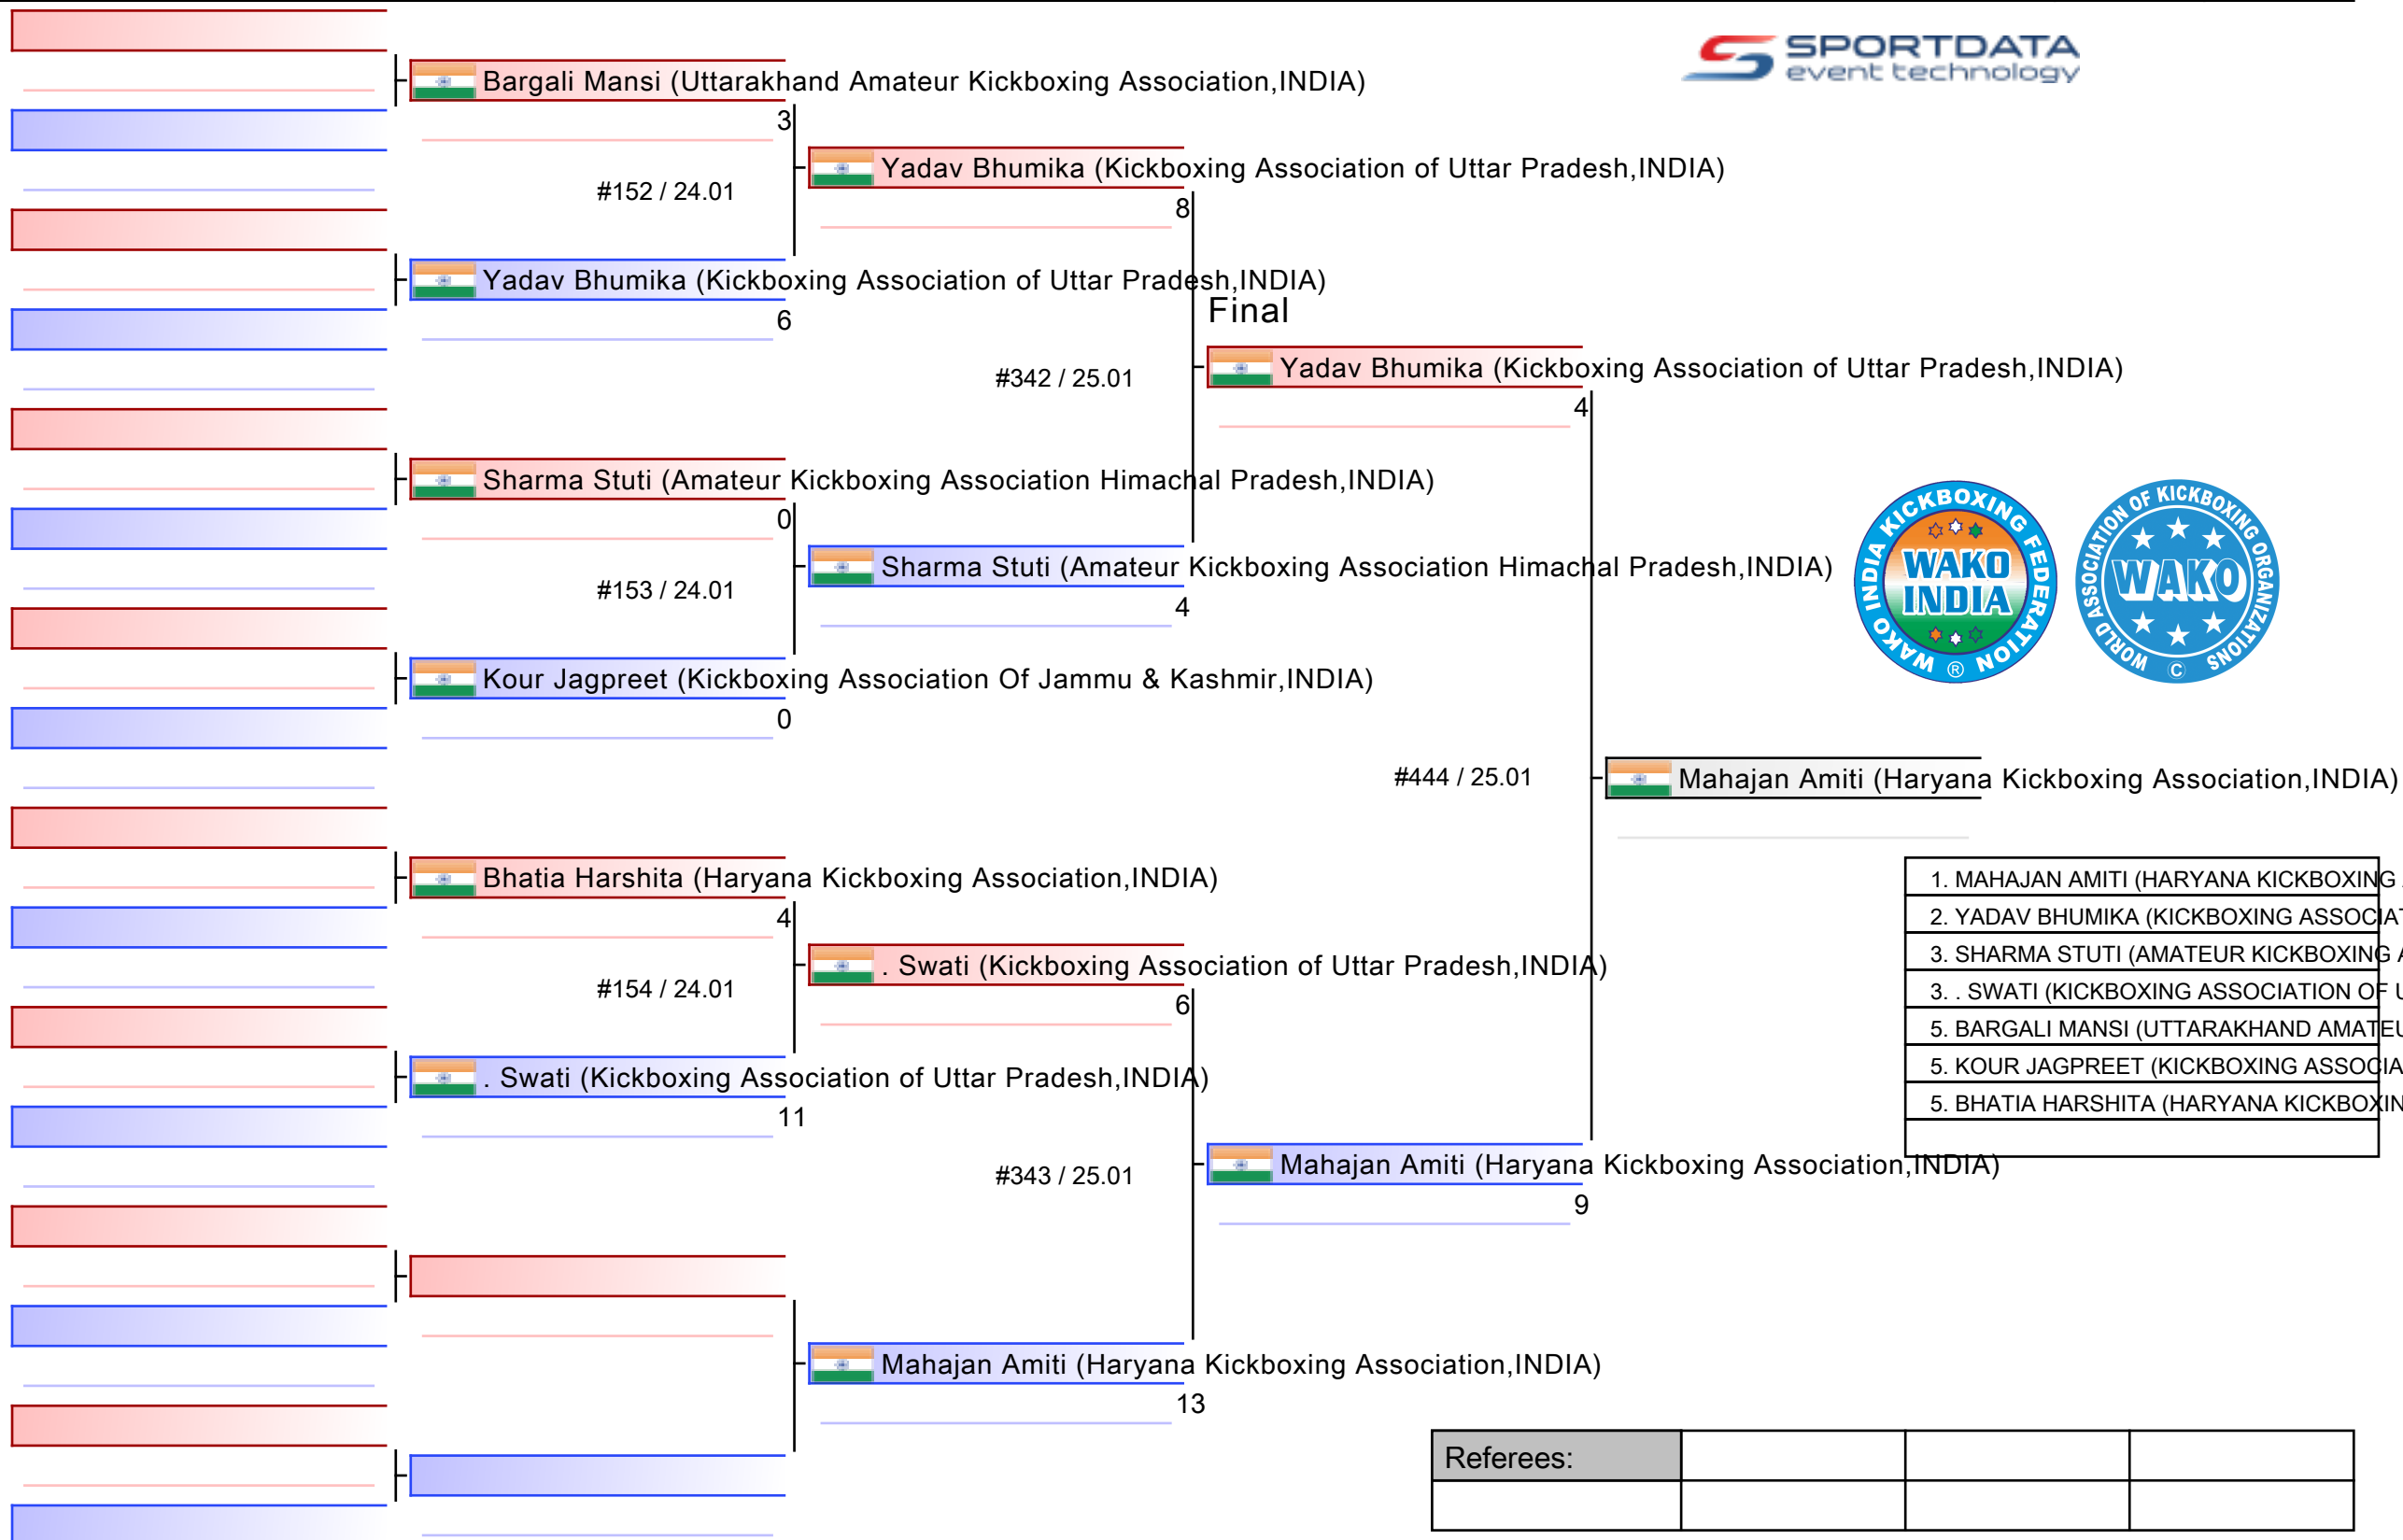 SPORTDATA
event technology
Bargali Mansi (Uttarakhand Amateur Kickboxing Association,INDIA)
3
Yadav Bhumika (Kickboxing Association of Uttar Pradesh,INDIA)
#152 / 24.01
8
Yadav Bhumika (Kickboxing Association of Uttar Pradesh,INDIA)
6
Final
#342 / 25.01
Yadav Bhumika (Kickboxing Association of Uttar Pradesh,INDIA)
4
Sharma Stuti (Amateur Kickboxing Association Himachal Pradesh,INDIA)
0
Sharma Stuti (Amateur Kickboxing Association Himachal Pradesh,INDIA)
#153 / 24.01
4
WAKO INDIA KICKBOXING FEDERATION
WAKO
INDIA
®
WORLD ASSOCIATION OF KICKBOXING ORGANIZATIONS
WAKO
©
Kour Jagpreet (Kickboxing Association Of Jammu & Kashmir,INDIA)
0
#444 / 25.01
Mahajan Amiti (Haryana Kickboxing Association,INDIA)
Bhatia Harshita (Haryana Kickboxing Association,INDIA)
4
. Swati (Kickboxing Association of Uttar Pradesh,INDIA)
#154 / 24.01
6
. Swati (Kickboxing Association of Uttar Pradesh,INDIA)
11
1. MAHAJAN AMITI (HARYANA KICKBOXING
2. YADAV BHUMIKA (KICKBOXING ASSOCIAT
3. SHARMA STUTI (AMATEUR KICKBOXING A
3. . SWATI (KICKBOXING ASSOCIATION OF U
5. BARGALI MANSI (UTTARAKHAND AMATEU
5. KOUR JAGPREET (KICKBOXING ASSOCIA
5. BHATIA HARSHITA (HARYANA KICKBOXIN
#343 / 25.01
Mahajan Amiti (Haryana Kickboxing Association,INDIA)
9
Mahajan Amiti (Haryana Kickboxing Association,INDIA)
13
Referees: